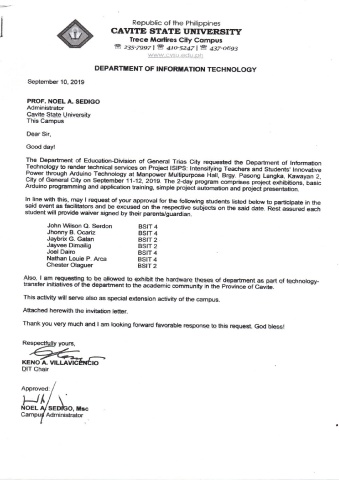 Republic of the Philippines
CAVITE STATE UNIVERSITY
Trece Martires City Campus
☎ 235-7997 | ☎ 410-5247 | ☎ 437-0693
www.cvsu.edu.ph
DEPARTMENT OF INFORMATION TECHNOLOGY
September 10, 2019
PROF. NOEL A. SEDIGO
Administrator
Cavite State University
This Campus
Dear Sir,
Good day!
The Department of Education-Division of General Trias City requested the Department of Information
Technology to render technical services on Project ISIPS: Intensifying Teachers and Students' Innovative
Power through Arduino Technology at Manpower Multipurpose Hall, Brgy. Pasong Langka, Kawayan 2,
City of General City on September 11-12, 2019. The 2-day program comprises project exhibitions, basic
Arduino programming and application training, simple project automation and project presentation.
In line with this, may I request of your approval for the following students listed below to participate in the
said event as facilitators and be excused on the respective subjects on the said date. Rest assured each
student will provide waiver signed by their parents/guardian.
John Wilson Q. Serdon BSIT 4
Jhonny B. Ocariz BSIT 4
Jaybrix G. Galan BSIT 2
Jayven Dimailig BSIT 2
Joel Dairo BSIT 4
Nathan Louie P. Arca BSIT 4
Chester Olaguer BSIT 2
Also, I am requesting to be allowed to exhibit the hardware theses of department as part of technology-
transfer initiatives of the department to the academic community in the Province of Cavite.
This activity will serve also as special extension activity of the campus.
Attached herewith the invitation letter.
Thank you very much and I am looking forward favorable response to this request. God bless!
Respectfully yours,
KENO A. VILLAVICENCIO
DIT Chair
Approved:
NOEL A. SEDIGO, Msc
Campus Administrator